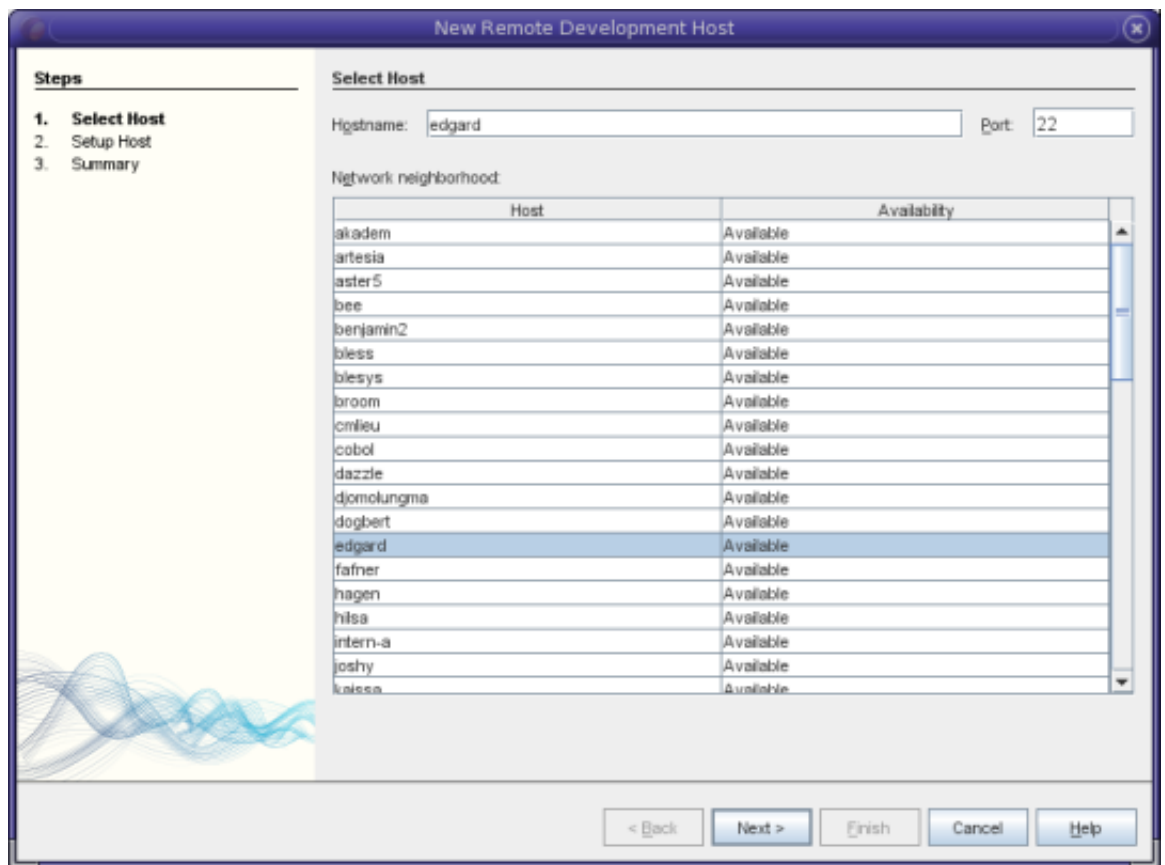 New Remote Development Host
Steps
1. Select Host
2. Setup Host
3. Summary
Select Host
Hostname: edgard Port: 22
Network neighborhood:
Host Availability
akadem Available
artesia Available
aster5 Available
bee Available
benjamin2 Available
bless Available
blesys Available
broom Available
cmlieu Available
cobol Available
dazzle Available
djomolungma Available
dogbert Available
edgard Available
fafner Available
hagen Available
hilsa Available
intern-a Available
joshy Available
kaissa Available
< Back Next > Finish Cancel Help